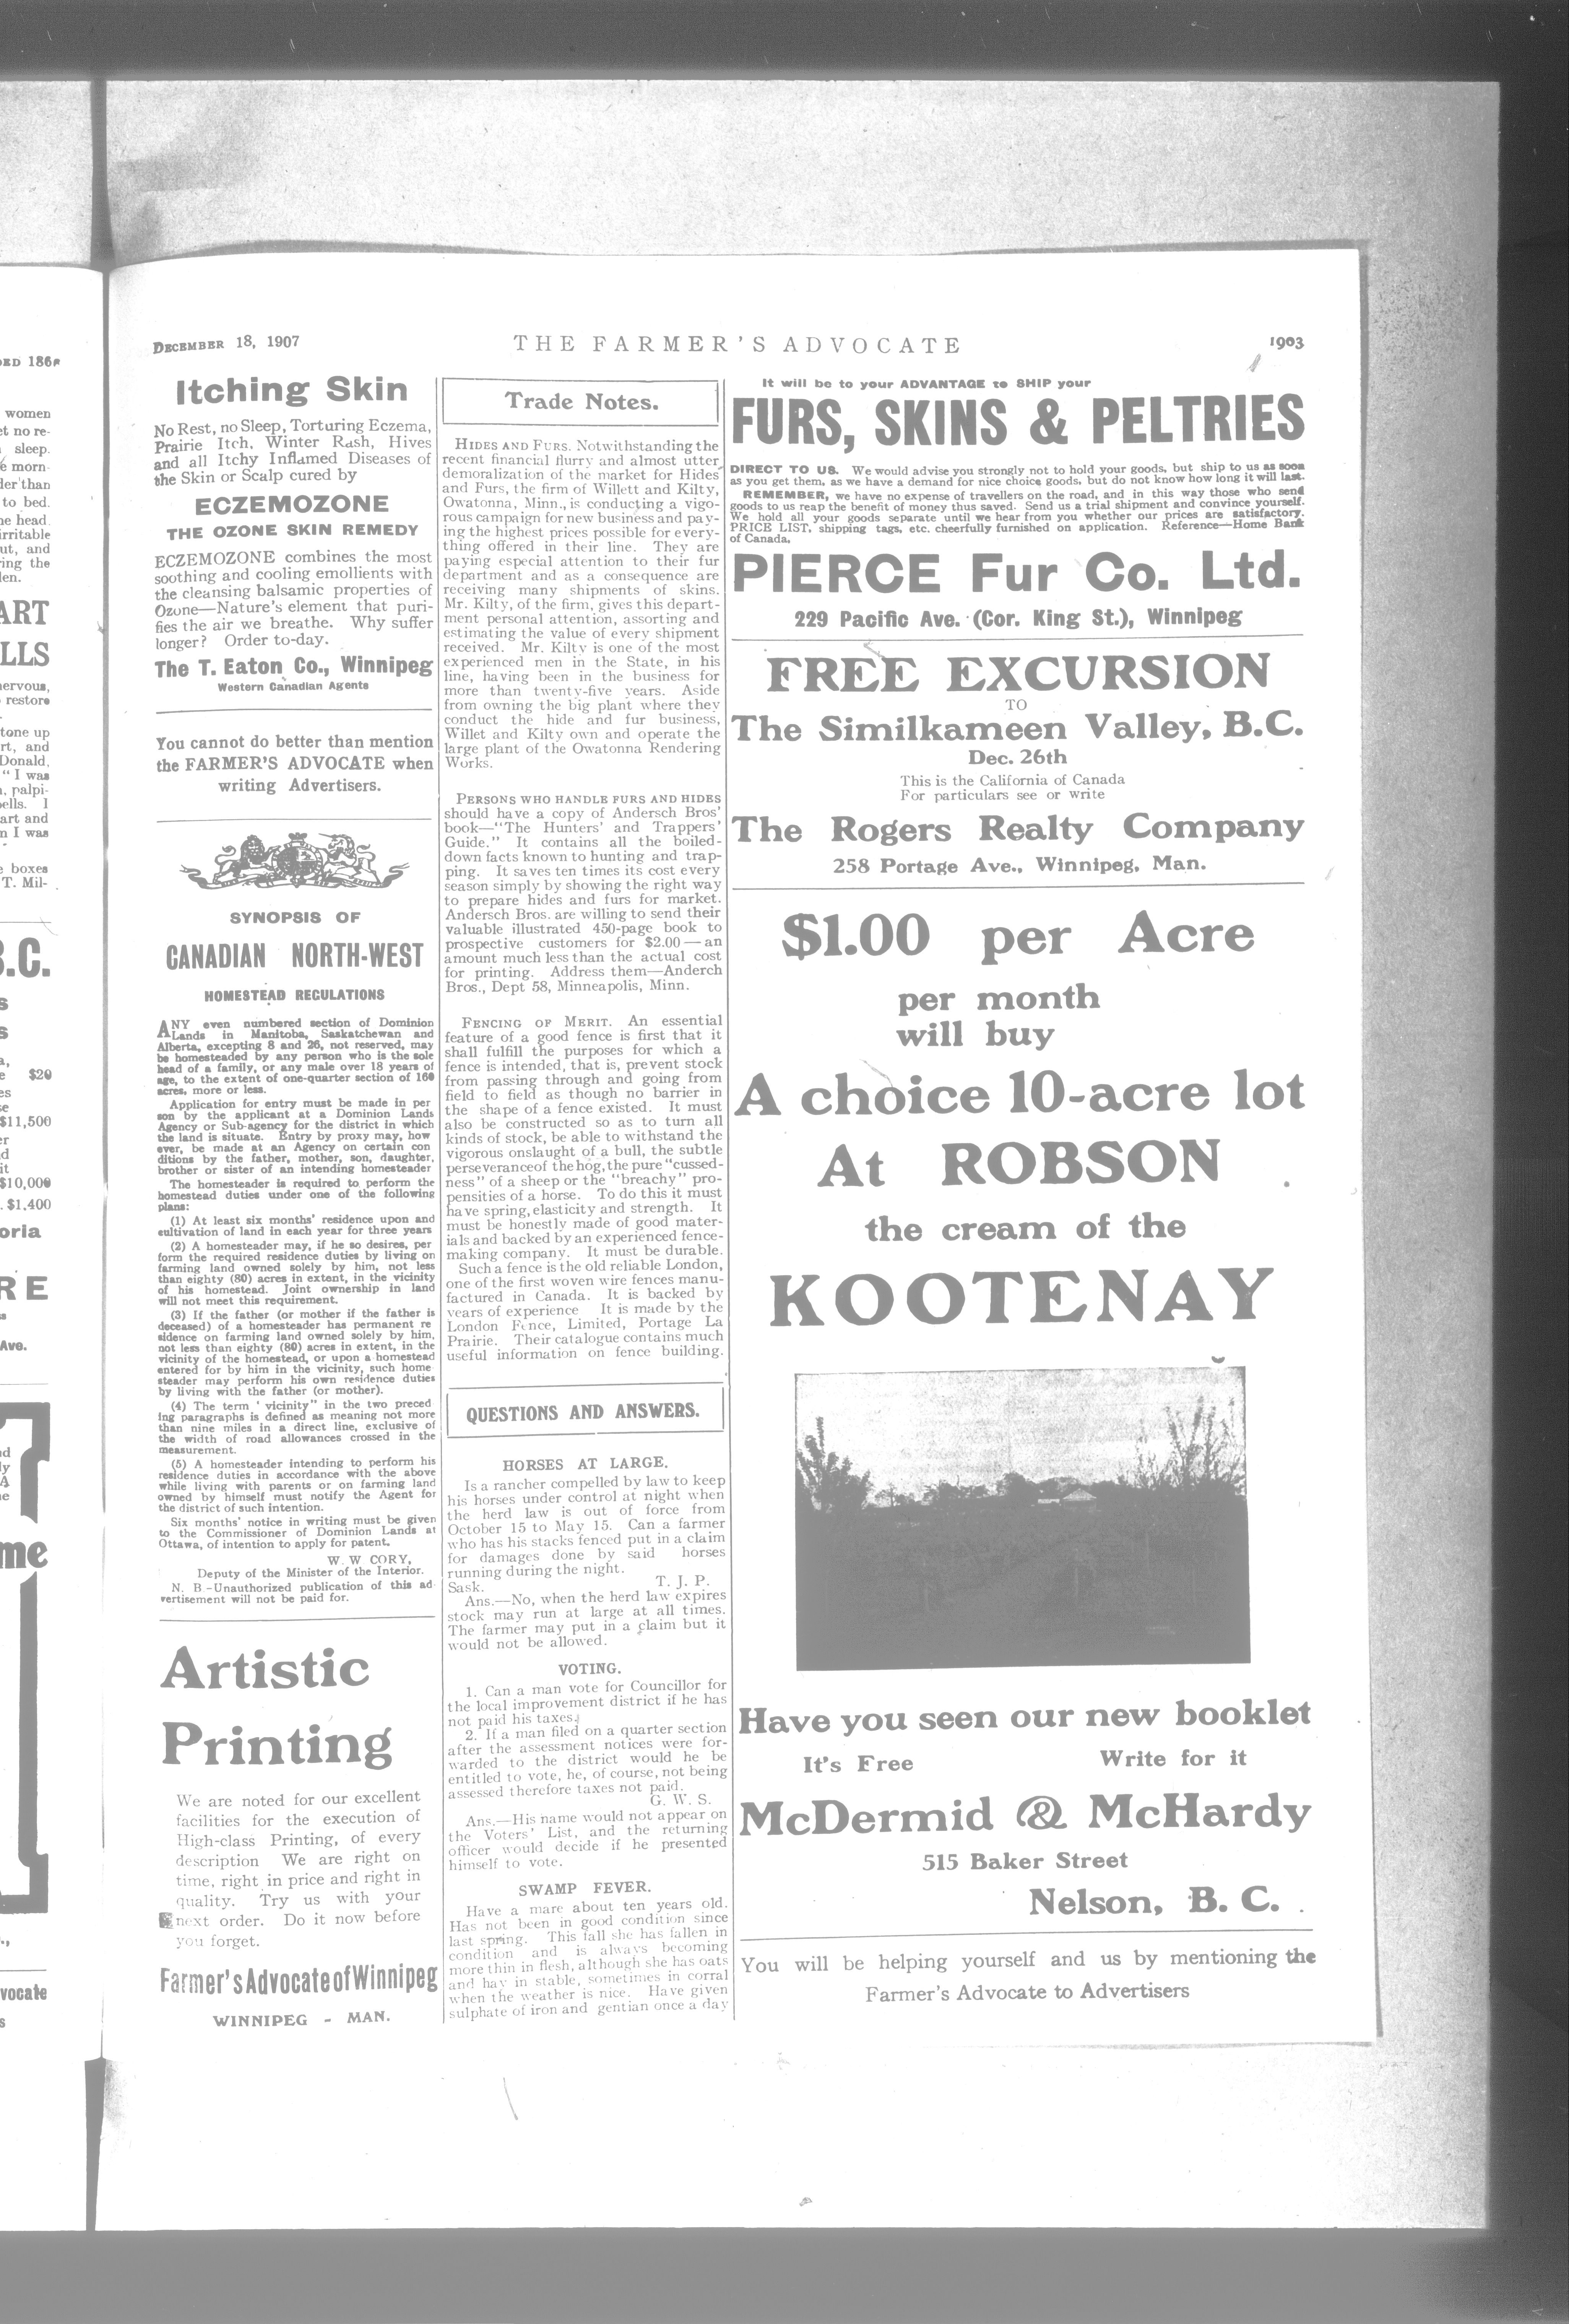 DECEMBER 18, 1907
THE FARMER'S ADVOCATE
1903
Itching Skin
No Rest, no Sleep, Torturing Eczema,
Prairie Itch, Winter Rash, Hives
and all Itchy Inflamed Diseases of
the Skin or Scalp cured by
ECZEMOZONE
THE OZONE SKIN REMEDY
ECZEMOZONE combines the most
soothing and cooling emollients with
the cleansing balsamic properties of
Ozone—Nature's element that puri-
fies the air we breathe. Why suffer
longer? Order to-day.
The T. Eaton Co., Winnipeg
Western Canadian Agents
You cannot do better than mention
the FARMER'S ADVOCATE when
writing Advertisers.
SYNOPSIS OF
CANADIAN NORTH-WEST
HOMESTEAD REGULATIONS
ANY even numbered section of Dominion
Lands in Manitoba, Saskatchewan and
Alberta, excepting 8 and 26, not reserved, may
be homesteaded by any person who is the sole
head of a family, or any male over 18 years of
age, to the extent of one-quarter section of 160
acres, more or less.
Application for entry must be made in per
son by the applicant at a Dominion Lands
Agency or Sub-agency for the district in which
the land is situate. Entry by proxy may, how
ever, be made at an Agency on certain con
ditions by the father, mother, son, daughter,
brother or sister of an intending homesteader
The homesteader is required to perform the
homestead duties under one of the following
plans:
(1) At least six months' residence upon and
cultivation of land in each year for three years
(2) A homesteader may, if he so desires, per
form the required residence duties by living on
farming land owned solely by him, not less
than eighty (80) acres in extent, in the vicinity
of his homestead. Joint ownership in land
will not meet this requirement.
(3) If the father (or mother if the father is
deceased) of a homesteader has permanent re
sidence on farming land owned solely by him,
not less than eighty (80) acres in extent, in the
vicinity of the homestead, or upon a homestead
entered for by him in the vicinity, such home
steader may perform his own residence duties
by living with the father (or mother).
(4) The term ' vicinity" in the two preced
ing paragraphs is defined as meaning not more
than nine miles in a direct line, exclusive of
the width of road allowances crossed in the
measurement.
(5) A homesteader intending to perform his
residence duties in accordance with the above
while living with parents or on farming land
owned by himself must notify the Agent for
the district of such intention.
Six months' notice in writing must be given
to the Commissioner of Dominion Lands at
Ottawa, of intention to apply for patent.
W. W CORY,
Deputy of the Minister of the Interior.
N. B.-Unauthorized publication of this ad
vertisement will not be paid for.
Artistic
Printing
We are noted for our excellent
facilities for the execution of
High-class Printing, of every
description We are right on
time, right in price and right in
quality. Try us with your
next order. Do it now before
you forget.
Farmer's Advocate of Winnipeg
WINNIPEG - MAN.
Trade Notes.
HIDES AND FURS. Notwithstanding the
recent financial flurry and almost utter
demoralization of the market for Hides
and Furs, the firm of Willett and Kilty,
Owatonna, Minn., is conducting a vigo-
rous campaign for new business and pay-
ing the highest prices possible for every-
thing offered in their line. They are
paying especial attention to their fur
department and as a consequence are
receiving many shipments of skins.
Mr. Kilty, of the firm, gives this depart-
ment personal attention, assorting and
estimating the value of every shipment
received. Mr. Kilty is one of the most
experienced men in the State, in his
line, having been in the business for
more than twenty-five years. Aside
from owning the big plant where they
conduct the hide and fur business,
Willet and Kilty own and operate the
large plant of the Owatonna Rendering
Works.
PERSONS WHO HANDLE FURS AND HIDES
should have a copy of Andersch Bros'
book—"The Hunters' and Trappers'
Guide." It contains all the boiled-
down facts known to hunting and trap-
ping. It saves ten times its cost every
season simply by showing the right way
to prepare hides and furs for market.
Andersch Bros. are willing to send their
valuable illustrated 450-page book to
prospective customers for $2.00—an
amount much less than the actual cost
for printing. Address them—Anderch
Bros., Dept 58, Minneapolis, Minn.
FENCING OF MERIT. An essential
feature of a good fence is first that it
shall fulfill the purposes for which a
fence is intended, that is, prevent stock
from passing through and going from
field to field as though no barrier in
the shape of a fence existed. It must
also be constructed so as to turn all
kinds of stock, be able to withstand the
vigorous onslaught of a bull, the subtle
perseveranceof the hog, the pure "cussed-
ness" of a sheep or the "breachy" pro-
pensities of a horse. To do this it must
have spring, elasticity and strength. It
must be honestly made of good mater-
ials and backed by an experienced fence-
making company. It must be durable.
Such a fence is the old reliable London,
one of the first woven wire fences manu-
factured in Canada. It is backed by
years of experience It is made by the
London Fence, Limited, Portage La
Prairie. Their catalogue contains much
useful information on fence building.
QUESTIONS AND ANSWERS.
HORSES AT LARGE.
Is a rancher compelled by law to keep
his horses under control at night when
the herd law is out of force from
October 15 to May 15. Can a farmer
who has his stacks fenced put in a claim
for damages done by said horses
running during the night.
Sask. T. J. P.
Ans.—No, when the herd law expires
stock may run at large at all times.
The farmer may put in a claim but it
would not be allowed.
VOTING.
1. Can a man vote for Councillor for
the local improvement district if he has
not paid his taxes.
2. If a man filed on a quarter section
after the assessment notices were for-
warded to the district would he be
entitled to vote, he, of course, not being
assessed therefore taxes not paid.
G. W. S.
Ans.—His name would not appear on
the Voters' List, and the returning
officer would decide if he presented
himself to vote.
SWAMP FEVER.
Have a mare about ten years old.
Has not been in good condition since
last spring. This fall she has fallen in
condition and is always becoming
more thin in flesh, although she has oats
and hay in stable, sometimes in corral
when the weather is nice. Have given
sulphate of iron and gentian once a day
It will be to your ADVANTAGE to SHIP your
FURS, SKINS & PELTRIES
DIRECT TO US. We would advise you strongly not to hold your goods, but ship to us as soon
as you get them, as we have a demand for nice choice goods, but do not know how long it will last.
REMEMBER, we have no expense of travellers on the road, and in this way those who send
goods to us reap the benefit of money thus saved. Send us a trial shipment and convince yourself.
We hold all your goods separate until we hear from you whether our prices are satisfactory.
PRICE LIST, shipping tags, etc. cheerfully furnished on application. Reference—Home Bank
of Canada.
PIERCE Fur Co. Ltd.
229 Pacific Ave. (Cor. King St.), Winnipeg
FREE EXCURSION
TO
The Similkameen Valley, B.C.
Dec. 26th
This is the California of Canada
For particulars see or write
The Rogers Realty Company
258 Portage Ave., Winnipeg, Man.
$1.00 per Acre
per month
will buy
A choice 10-acre lot
At ROBSON
the cream of the
KOOTENAY
Have you seen our new booklet
It's Free Write for it
McDermid & McHardy
515 Baker Street
Nelson, B. C.
You will be helping yourself and us by mentioning the
Farmer's Advocate to Advertisers